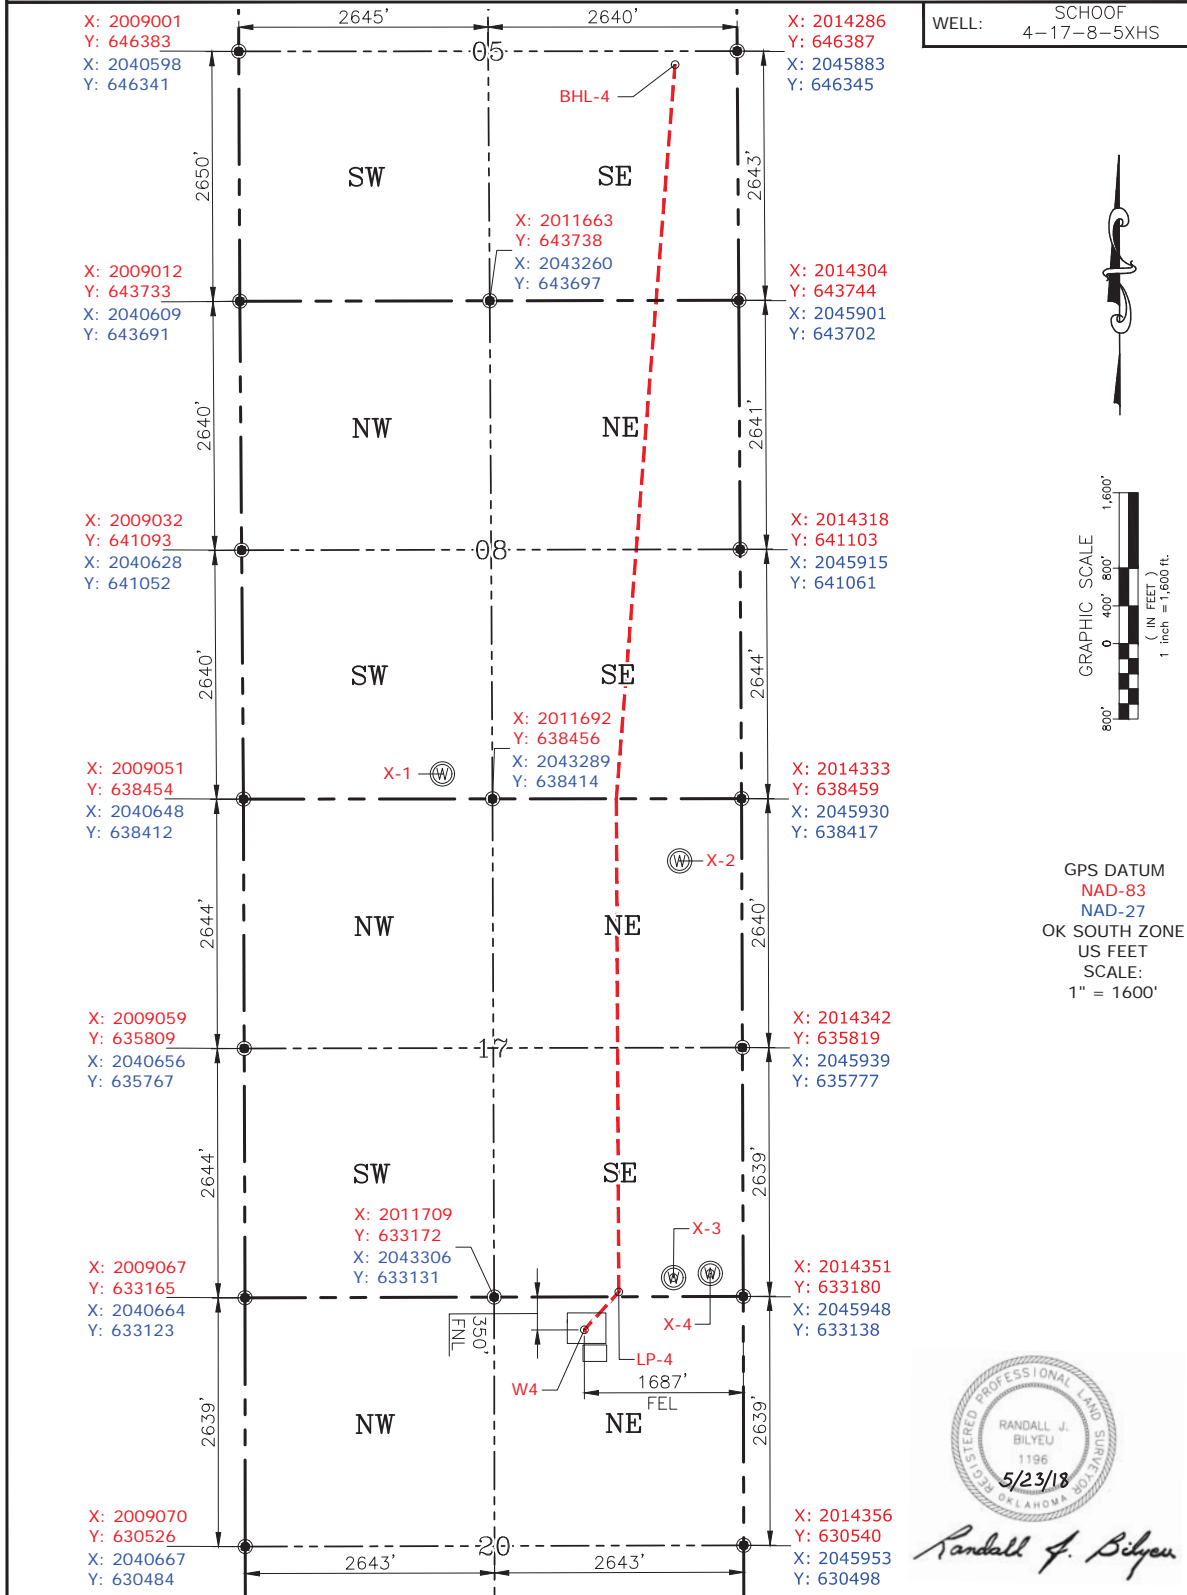 WELL: SCHOOF
4-17-8-5XHS
2645' 2640'
X: 2009001
Y: 646383
X: 2040598
Y: 646341
X: 2014286
Y: 646387
X: 2045883
Y: 646345
05
BHL-4
2650'
SW
SE
2643'
X: 2011663
Y: 643738
X: 2043260
Y: 643697
X: 2009012
Y: 643733
X: 2040609
Y: 643691
X: 2014304
Y: 643744
X: 2045901
Y: 643702
2640'
NW
NE
2641'
X: 2009032
Y: 641093
X: 2040628
Y: 641052
08
X: 2014318
Y: 641103
X: 2045915
Y: 641061
GRAPHIC SCALE
800' 0 400' 800' 1,600'
( IN FEET )
1 inch = 1,600 ft.
2640'
SW
SE
2644'
X: 2011692
Y: 638456
X: 2043289
Y: 638414
X-1 W
X: 2009051
Y: 638454
X: 2040648
Y: 638412
X: 2014333
Y: 638459
X: 2045930
Y: 638417
W X-2
GPS DATUM
NAD-83
NAD-27
OK SOUTH ZONE
US FEET
SCALE:
1" = 1600'
2644'
NW
NE
2640'
X: 2009059
Y: 635809
X: 2040656
Y: 635767
17
X: 2014342
Y: 635819
X: 2045939
Y: 635777
2644'
SW
SE
2639'
X: 2011709
Y: 633172
X: 2043306
Y: 633131
X-3
X-4
X: 2009067
Y: 633165
X: 2040664
Y: 633123
X: 2014351
Y: 633180
X: 2045948
Y: 633138
350'
FNL
LP-4
W4
1687'
FEL
2639'
NW
NE
2639'
X: 2009070
Y: 630526
X: 2040667
Y: 630484
20
2643' 2643'
X: 2014356
Y: 630540
X: 2045953
Y: 630498
REGISTERED PROFESSIONAL LAND SURVEYOR
RANDALL J.
BILYEU
1196
5/23/18
OKLAHOMA
Randall J. Bilyeu